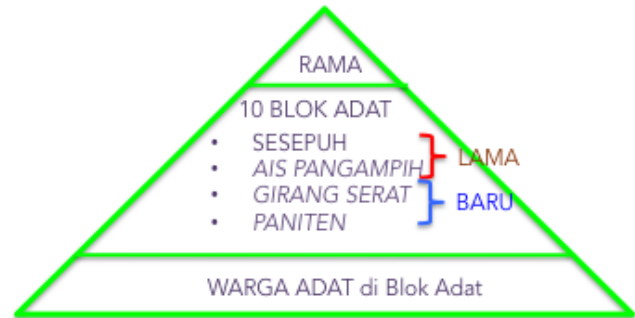 RAMA
10 BLOK ADAT
• SESEPUH
• AIS PANGAMPIH
LAMA
• GIRANG SERAT
• PANITEN
BARU
WARGA ADAT di Blok Adat